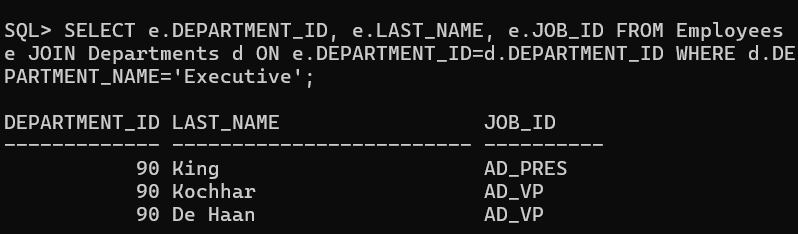 SQL> SELECT e.DEPARTMENT_ID, e.LAST_NAME, e.JOB_ID FROM Employees
e JOIN Departments d ON e.DEPARTMENT_ID=d.DEPARTMENT_ID WHERE d.DE
PARTMENT_NAME='Executive';

DEPARTMENT_ID LAST_NAME                 JOB_ID
------------- ------------------------- ----------
           90 King                      AD_PRES
           90 Kochhar                   AD_VP
           90 De Haan                   AD_VP